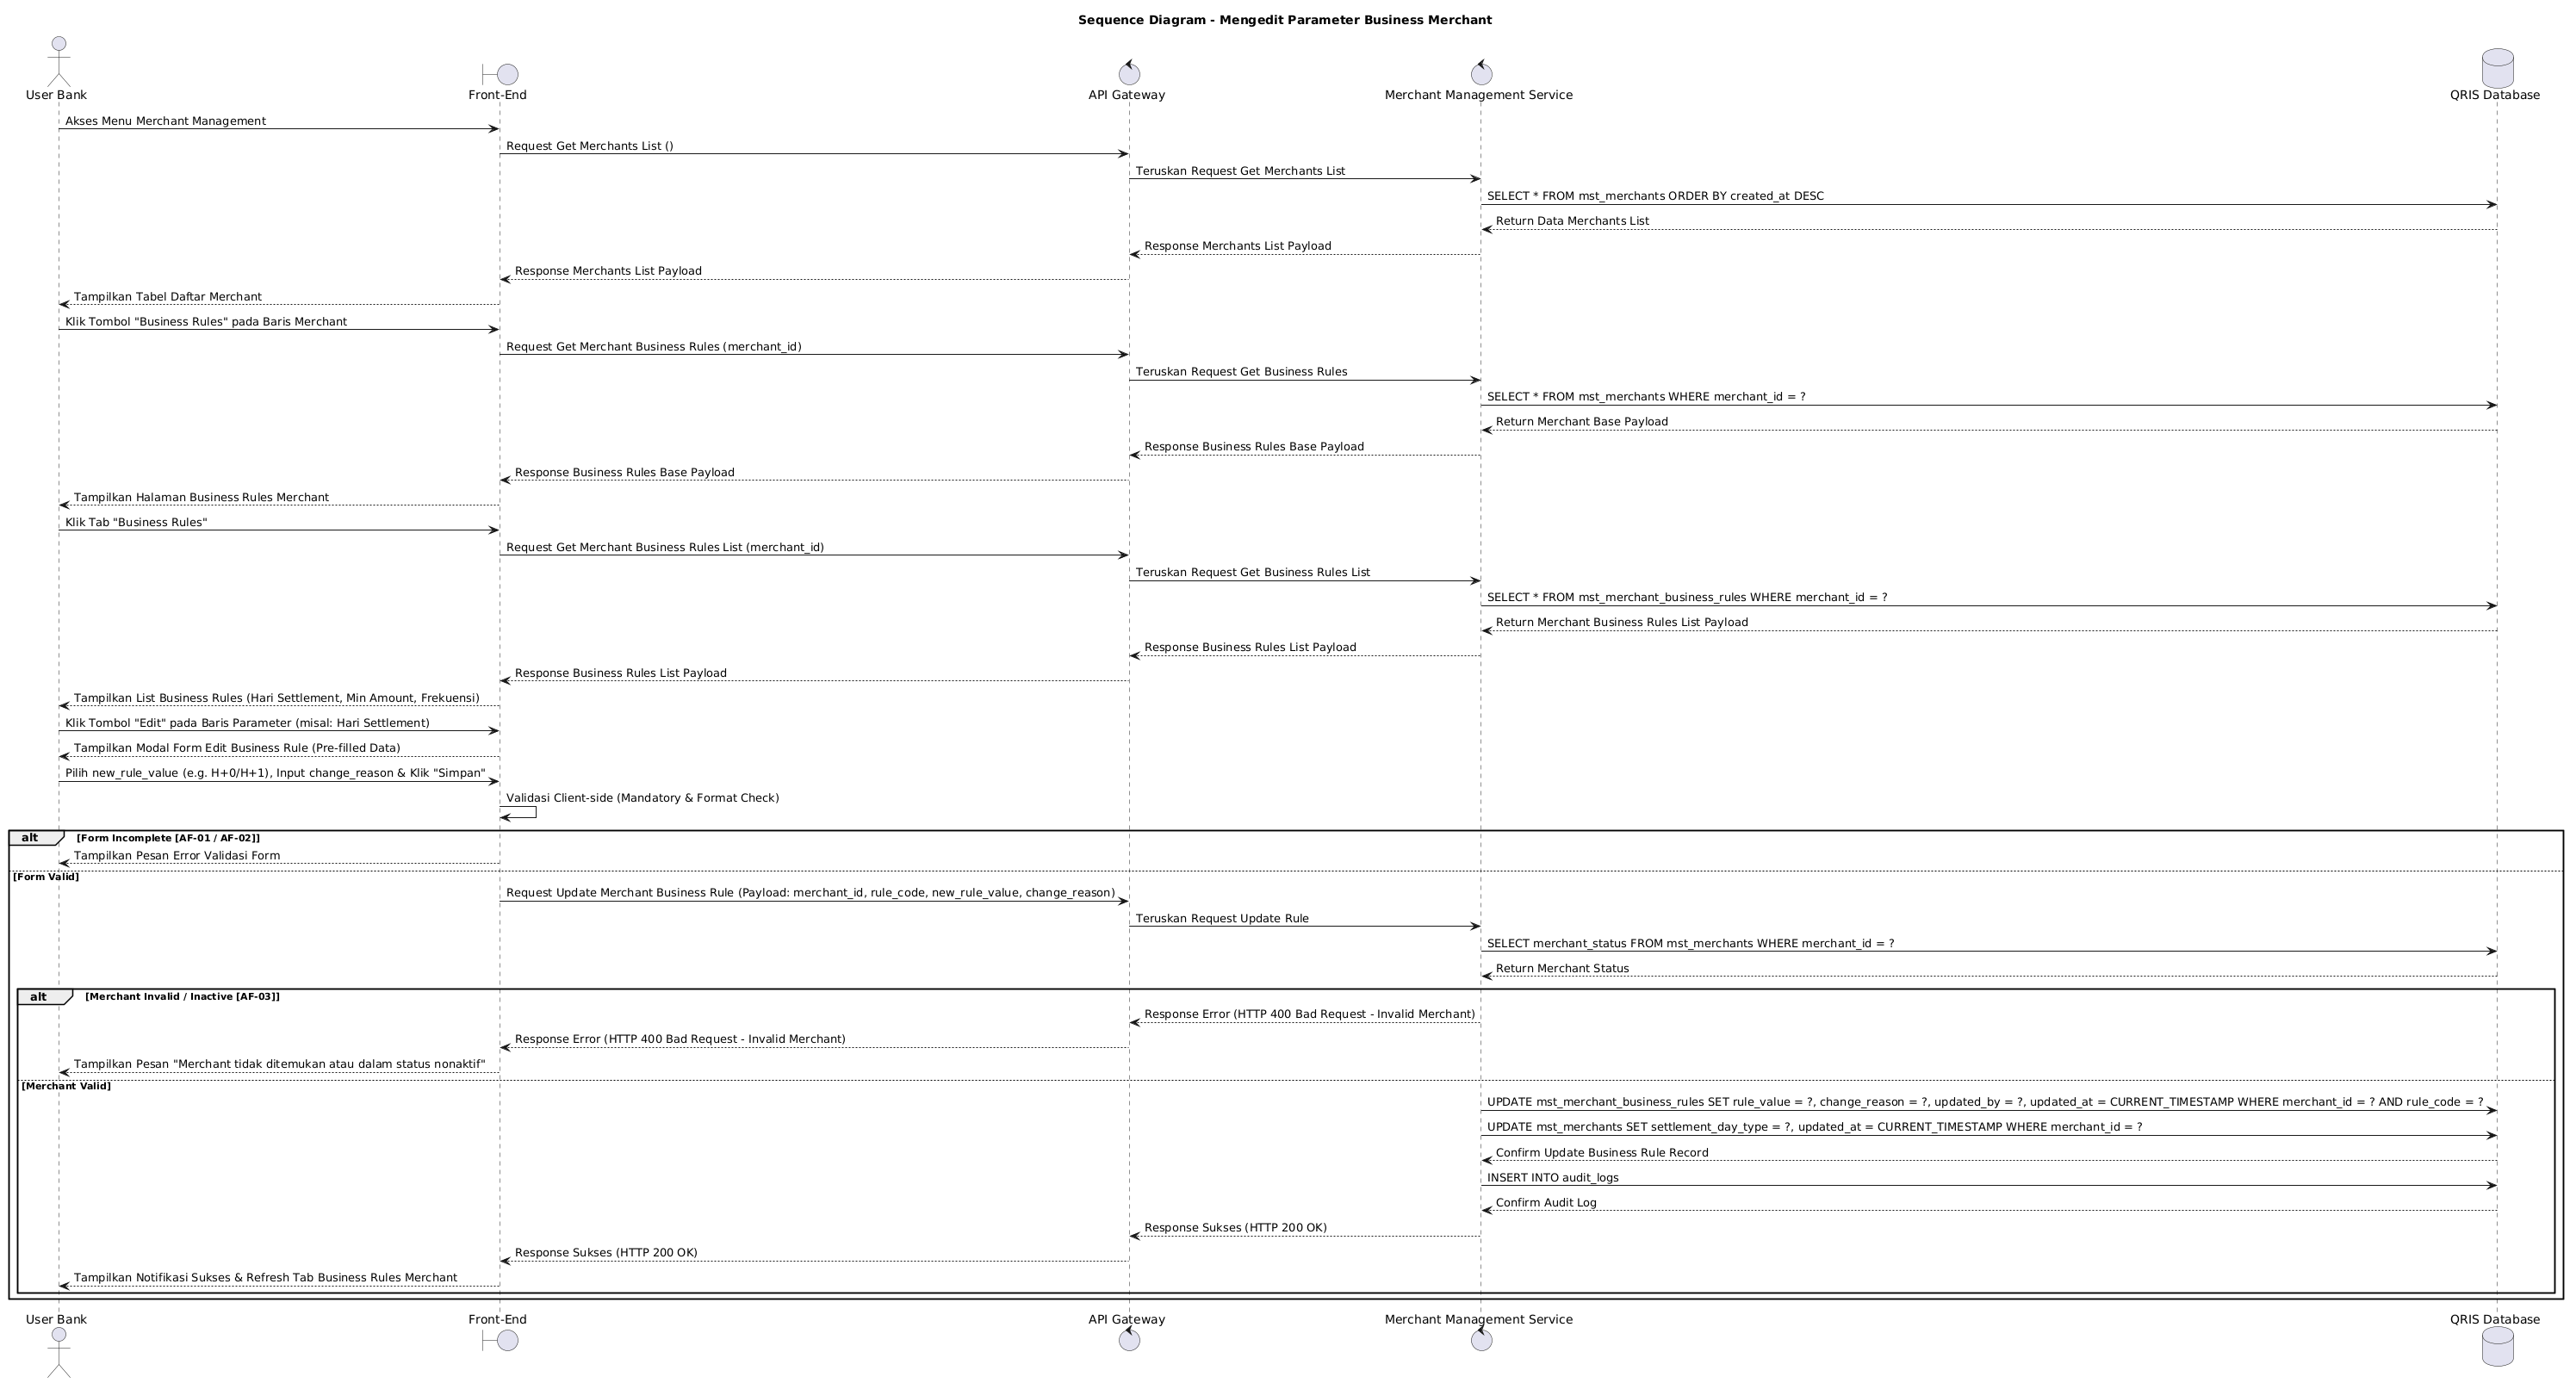 Sequence Diagram - Mengedit Parameter Business Merchant
User Bank
Front-End
API Gateway
Merchant Management Service
QRIS Database
Akses Menu Merchant Management
Request Get Merchants List ()
Teruskan Request Get Merchants List
SELECT * FROM mst_merchants ORDER BY created_at DESC
Return Data Merchants List
Response Merchants List Payload
Response Merchants List Payload
Tampilkan Tabel Daftar Merchant
Klik Tombol "Business Rules" pada Baris Merchant
Request Get Merchant Business Rules (merchant_id)
Teruskan Request Get Business Rules
SELECT * FROM mst_merchants WHERE merchant_id = ?
Return Merchant Base Payload
Response Business Rules Base Payload
Response Business Rules Base Payload
Tampilkan Halaman Business Rules Merchant
Klik Tab "Business Rules"
Request Get Merchant Business Rules List (merchant_id)
Teruskan Request Get Business Rules List
SELECT * FROM mst_merchant_business_rules WHERE merchant_id = ?
Return Merchant Business Rules List Payload
Response Business Rules List Payload
Response Business Rules List Payload
Tampilkan List Business Rules (Hari Settlement, Min Amount, Frekuensi)
Klik Tombol "Edit" pada Baris Parameter (misal: Hari Settlement)
Tampilkan Modal Form Edit Business Rule (Pre-filled Data)
Pilih new_rule_value (e.g. H+0/H+1), Input change_reason & Klik "Simpan"
Validasi Client-side (Mandatory & Format Check)
alt [Form Incomplete [AF-01 / AF-02]]
Tampilkan Pesan Error Validasi Form
[Form Valid]
Request Update Merchant Business Rule (Payload: merchant_id, rule_code, new_rule_value, change_reason)
Teruskan Request Update Rule
SELECT merchant_status FROM mst_merchants WHERE merchant_id = ?
Return Merchant Status
alt [Merchant Invalid / Inactive [AF-03]]
Response Error (HTTP 400 Bad Request - Invalid Merchant)
Response Error (HTTP 400 Bad Request - Invalid Merchant)
Tampilkan Pesan "Merchant tidak ditemukan atau dalam status nonaktif"
[Merchant Valid]
UPDATE mst_merchant_business_rules SET rule_value = ?, change_reason = ?, updated_by = ?, updated_at = CURRENT_TIMESTAMP WHERE merchant_id = ? AND rule_code = ?
UPDATE mst_merchants SET settlement_day_type = ?, updated_at = CURRENT_TIMESTAMP WHERE merchant_id = ?
Confirm Update Business Rule Record
INSERT INTO audit_logs
Confirm Audit Log
Response Sukses (HTTP 200 OK)
Response Sukses (HTTP 200 OK)
Tampilkan Notifikasi Sukses & Refresh Tab Business Rules Merchant
User Bank
Front-End
API Gateway
Merchant Management Service
QRIS Database